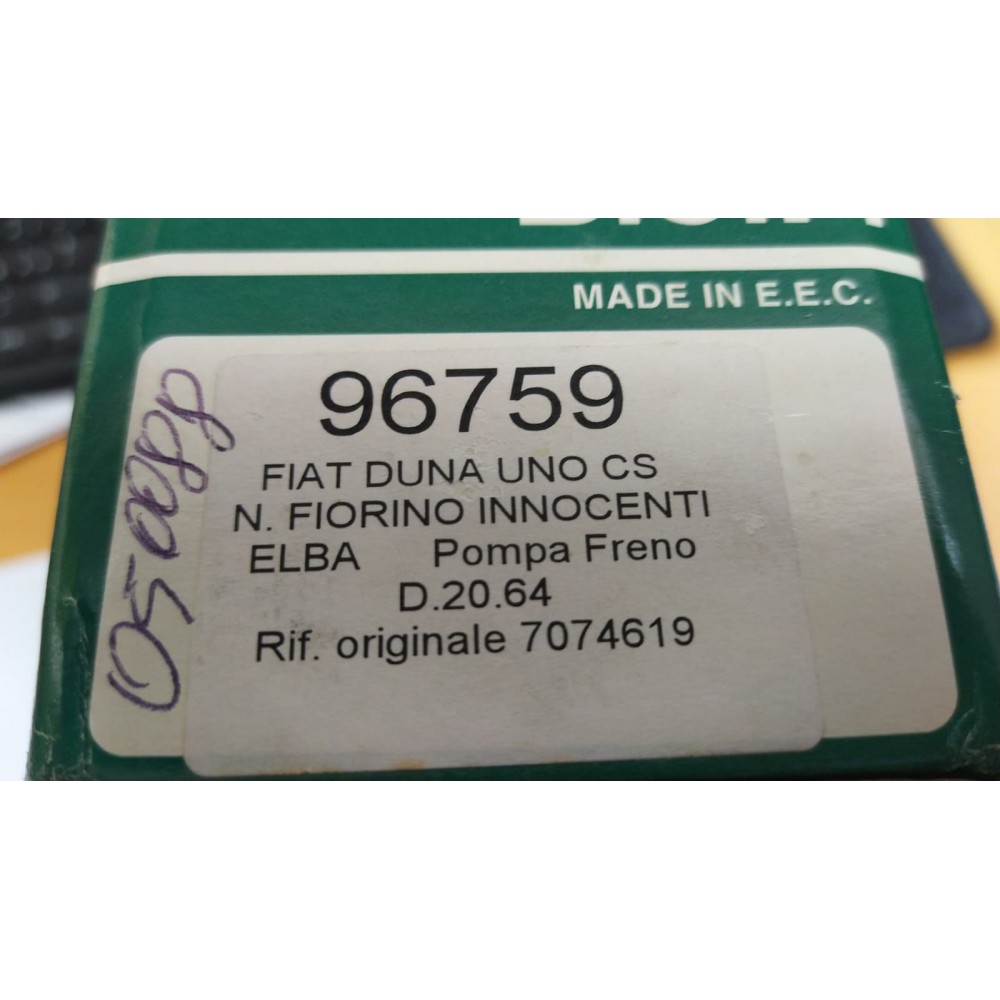 MADE IN E.E.C.
96759
FIAT DUNA UNO CS
N. FIORINO INNOCENTI
ELBA Pompa Freno
D.20.64
Rif. originale 7074619